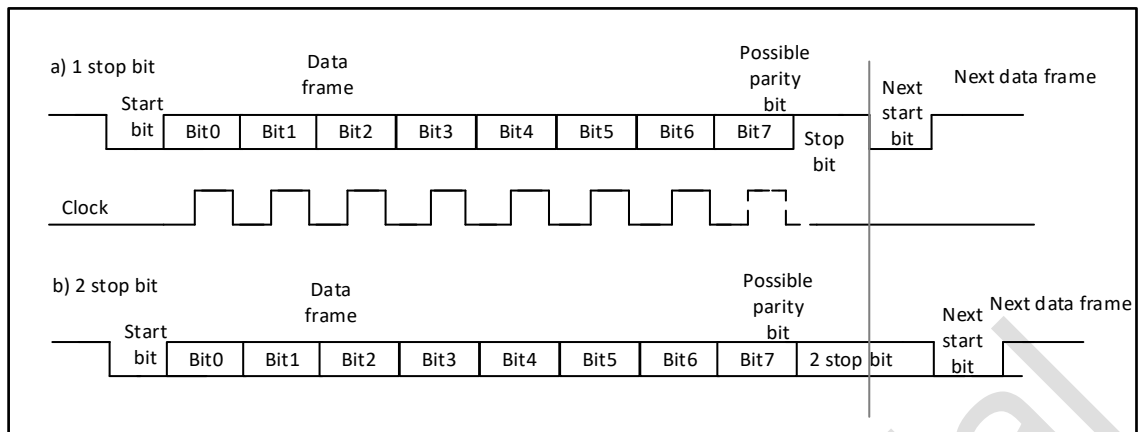 a) 1 stop bit
Data
frame
Possible
parity
bit
Next data frame
Start
bit
Bit0
Bit1
Bit2
Bit3
Bit4
Bit5
Bit6
Bit7
Stop
bit
Next
start
bit
Clock
b) 2 stop bit
Data
frame
Possible
parity
bit
Next data frame
Start
bit
Bit0
Bit1
Bit2
Bit3
Bit4
Bit5
Bit6
Bit7
2 stop bit
Next
start
bit